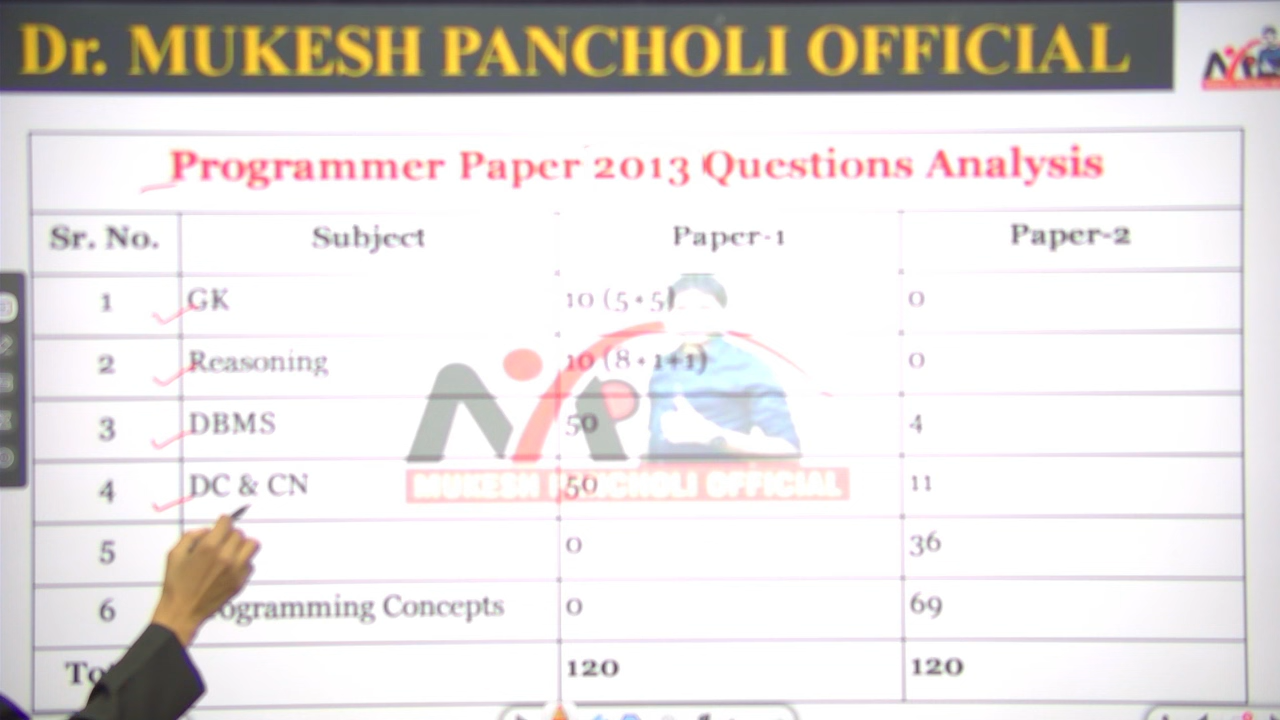 Dr. MUKESH PANCHOLI OFFICIAL
Programmer Paper 2013 Questions Analysis
Sr. No. Subject Paper-1 Paper-2
1 GK 10 (5+5) 0
2 Reasoning 10 (8+1+1) 0
3 DBMS 50 4
4 DC & CN 50 11
5 0 36
6 ogramming Concepts 0 69
To 120 120
MUKESH PANCHOLI OFFICIAL